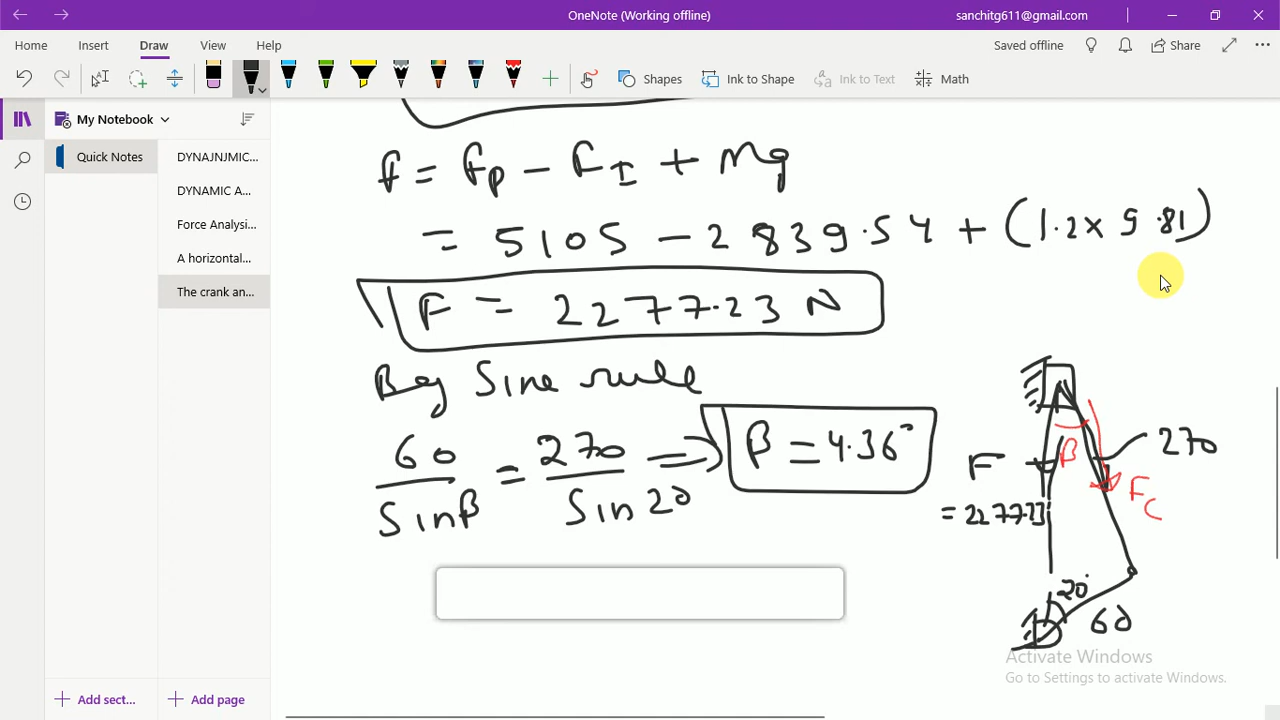 OneNote (Working offline)
sanchitg611@gmail.com
Home Insert Draw View Help
Saved offline
Share
Shapes
Ink to Shape
Ink to Text
Math
My Notebook
Quick Notes
DYNAJNJMIC...
DYNAMIC A...
Force Analysi...
A horizontal...
The crank an...
f = Fp - FI + Mg
= 5105 - 2839.54 + (1.2 x 9.81)
F = 2277.23 N
By Sine rule
60/Sinβ = 270/Sin20 ⇒ β = 4.36°
270
β
F
FC
= 2277.23
20°
60
Activate Windows
Go to Settings to activate Windows.
Add sect...
Add page